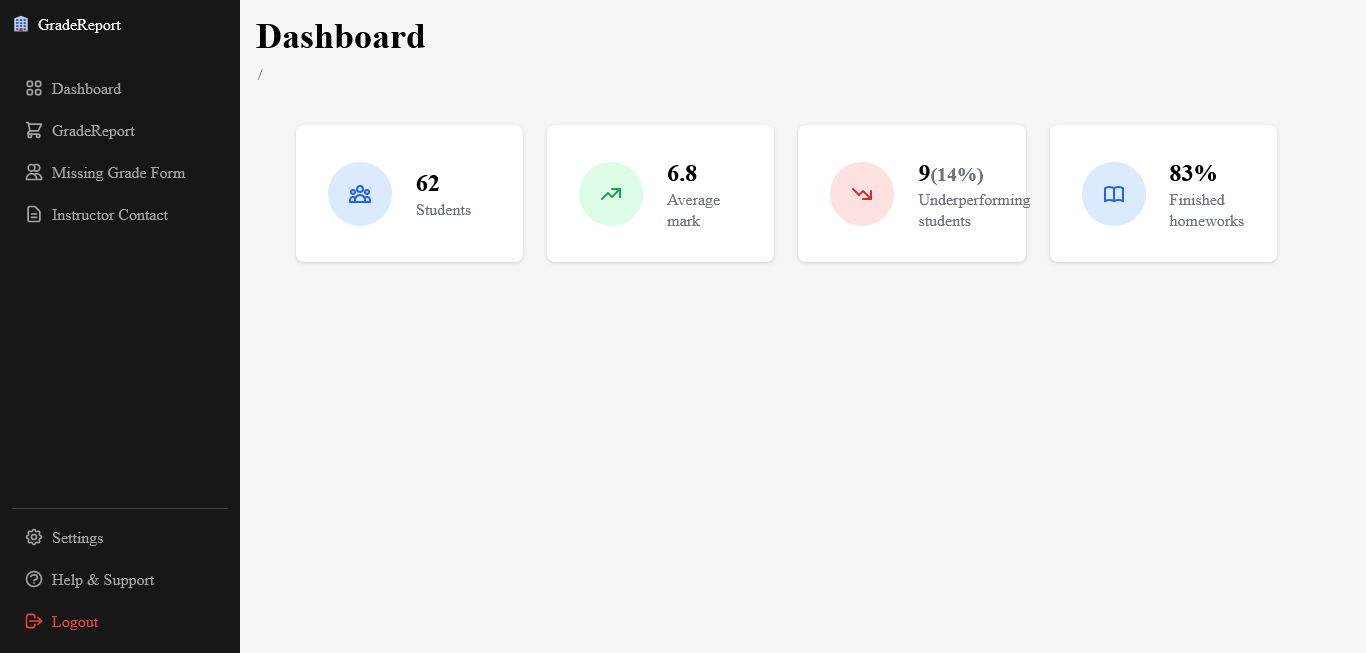 GradeReport
Dashboard
GradeReport
Missing Grade Form
Instructor Contact
Settings
Help & Support
Logout
Dashboard
/
62
Students
6.8
Average
mark
9(14%)
Underperforming
students
83%
Finished
homeworks